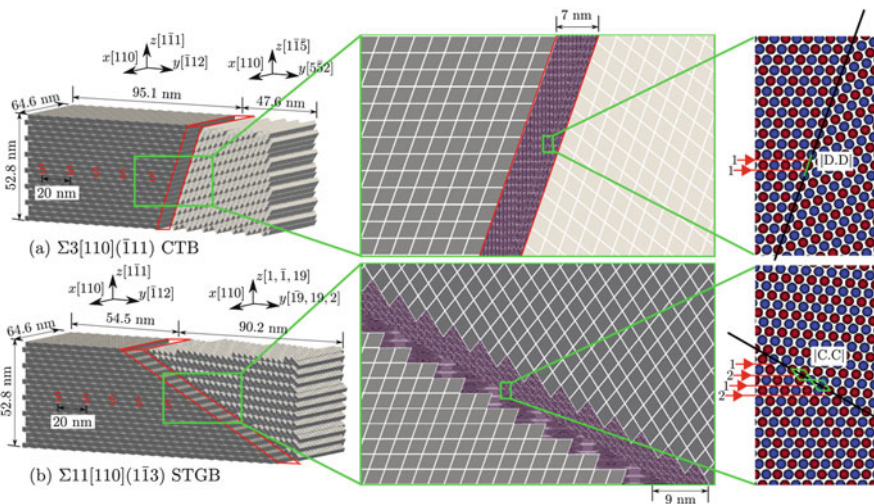 z[11̄1]
z[11̄5̄]
x[110] y[1̄12]
x[110] y[55̄2]
95.1 nm
47.6 nm
64.6 nm
52.8 nm
20 nm
7 nm
1
1
|D.D|
(a) Σ3[110](1̄11) CTB
z[11̄1]
z[1, 1̄, 19]
x[110] y[1̄12]
x[110] y[1̄9̄, 19, 2]
54.5 nm
90.2 nm
64.6 nm
52.8 nm
20 nm
9 nm
1
2
1
2
|C.C|
(b) Σ11[110](11̄3) STGB